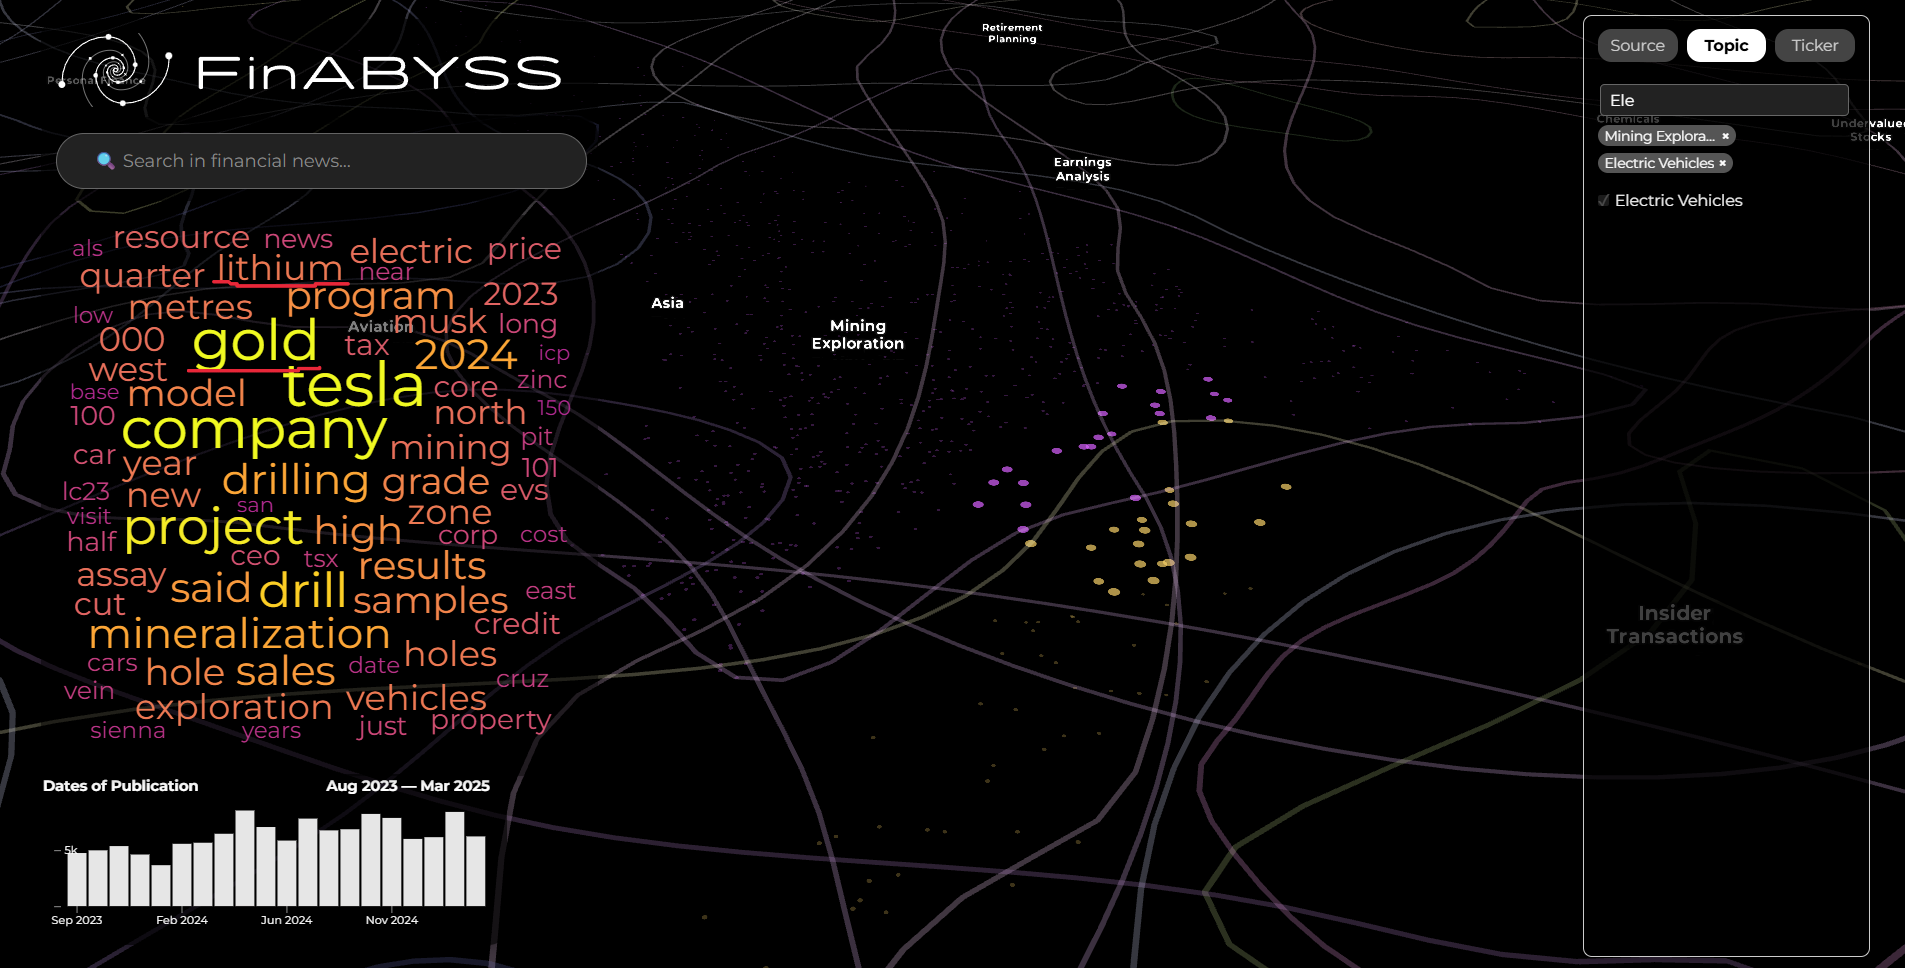 Personal Finance
FinABYSS
Search in financial news...
als resource news electric price
quarter lithium near
metres program 2023
low musk long
000 gold Aviation tax 2024 icp
west tesla core zinc
base model north 150
100 company mining pit
car year drilling grade 101
lc23 new san zone evs
visit project high corp cost
half ceo tsx results
assay said drill samples east
cut mineralization credit
cars hole sales date holes cruz
vein exploration vehicles
sienna years just property
Dates of Publication Aug 2023 — Mar 2025
5k
Sep 2023 Feb 2024 Jun 2024 Nov 2024
Retirement
Planning
Earnings
Analysis
Asia
Mining
Exploration
Source Topic Ticker
Ele
Chemicals
Undervalued
Stocks
Mining Explora... ✖
Electric Vehicles ✖
Electric Vehicles
Insider
Transactions